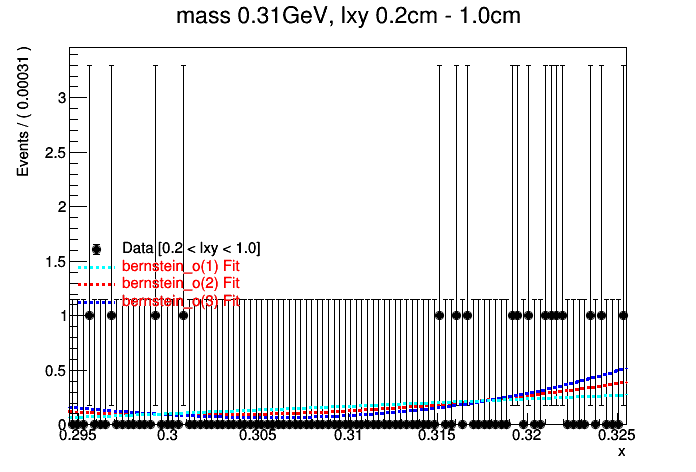 mass 0.31GeV, lxy 0.2cm - 1.0cm
Events / ( 0.00031 )
3
2.5
2
1.5
1
0.5
0
Data [0.2 < lxy < 1.0]
bernstein_o(1) Fit
bernstein_o(2) Fit
bernstein_o(3) Fit
0.295 0.3 0.305 0.31 0.315 0.32 0.325
x